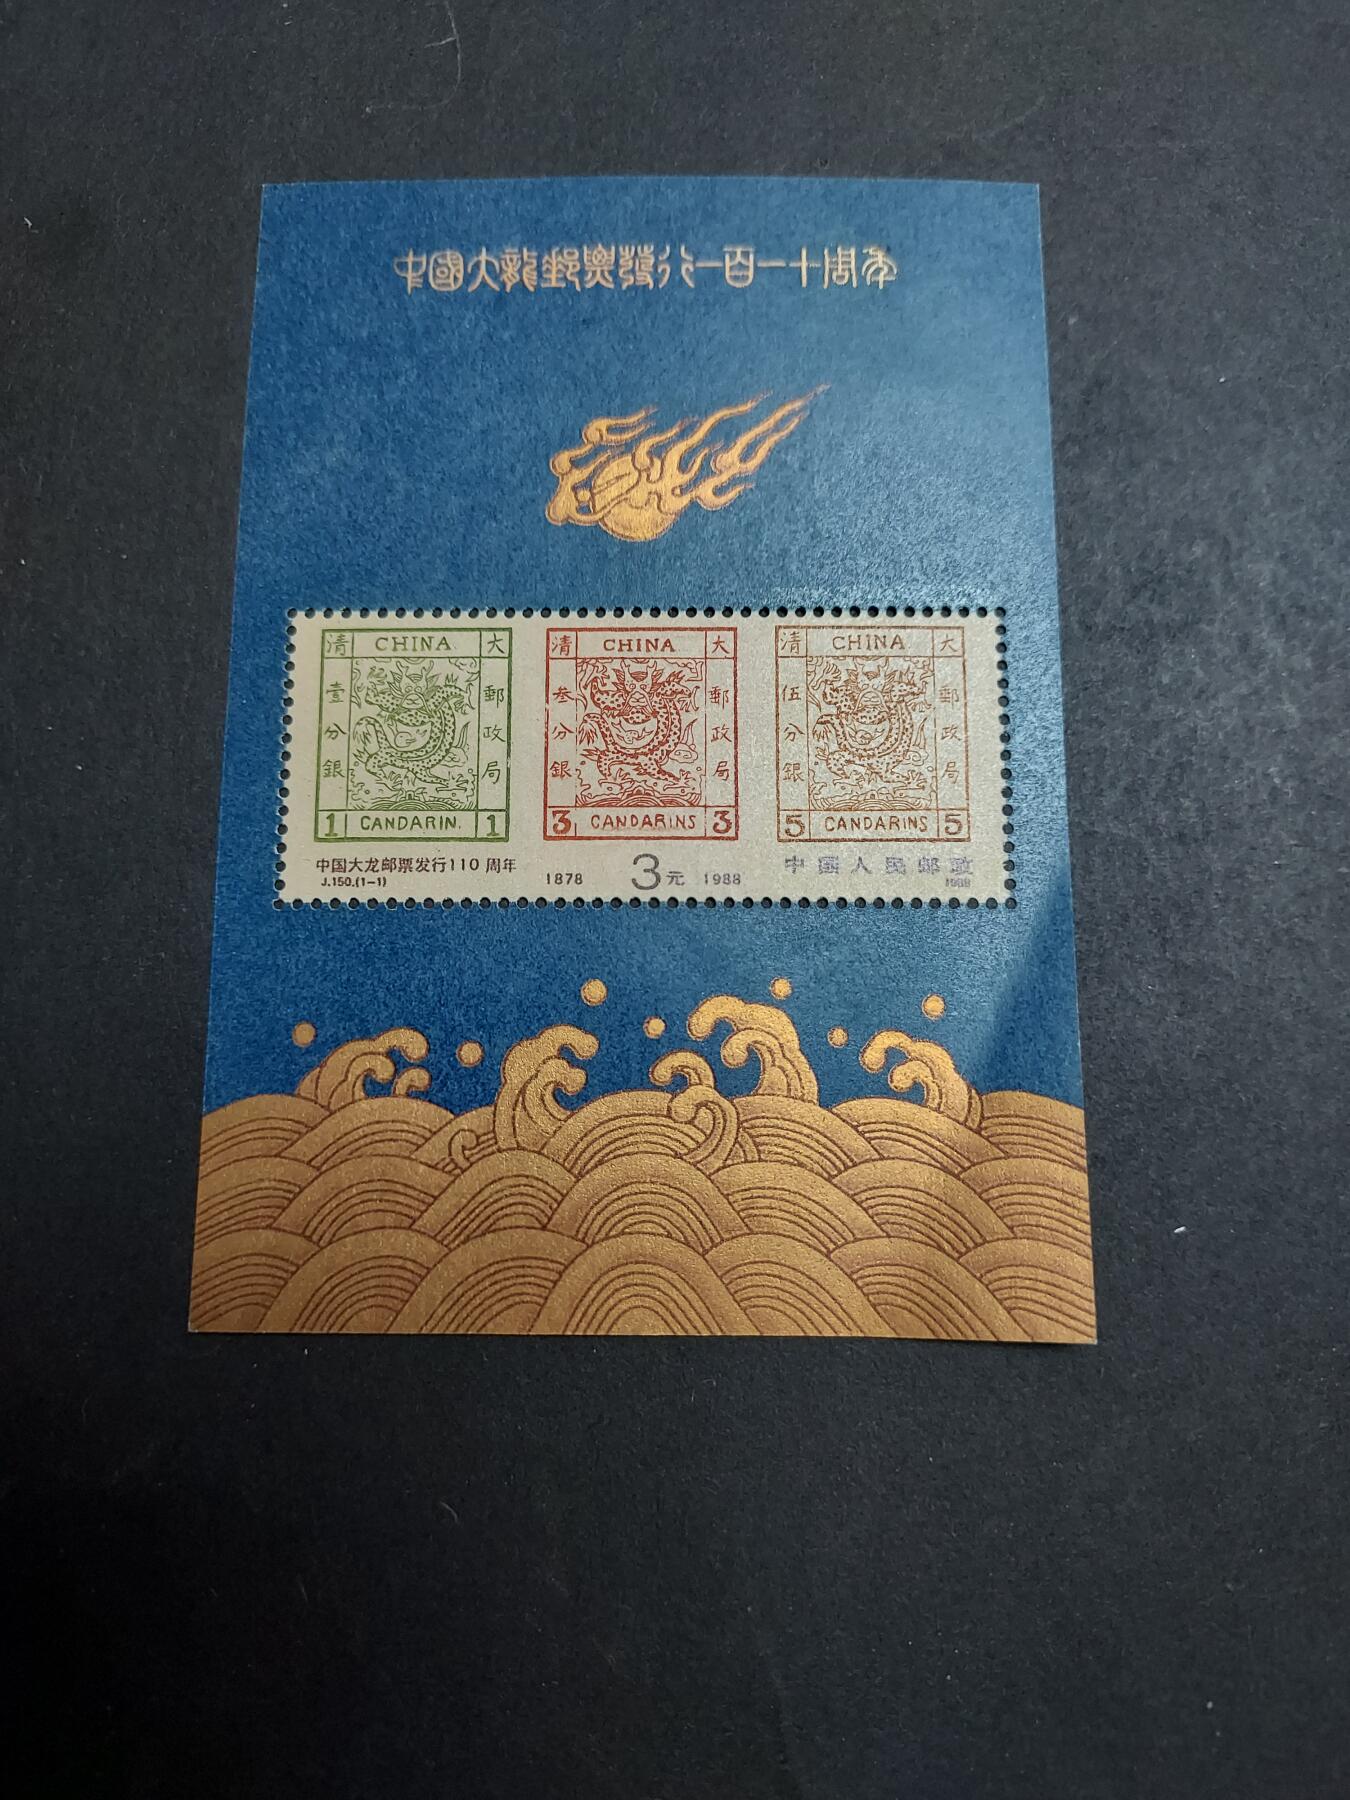 中國大龍郵票發行一百一十周年
清 CHINA 大
壹分銀
郵政局
1 CANDARIN. 1
清 CHINA 大
叁分銀
郵政局
3 CANDARINS 3
清 CHINA 大
伍分銀
郵政局
5 CANDARINS 5
中国大龙邮票发行110周年
J.150.(1-1)
1878 3元 1988
中国人民邮政
1988